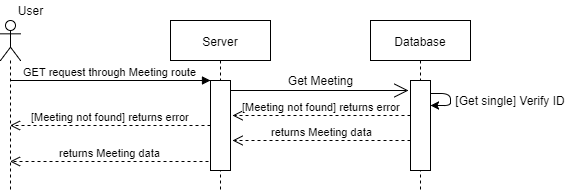 User
Server
Database
GET request through Meeting route
Get Meeting
[Get single] Verify ID
[Meeting not found] returns error
[Meeting not found] returns error
returns Meeting data
returns Meeting data